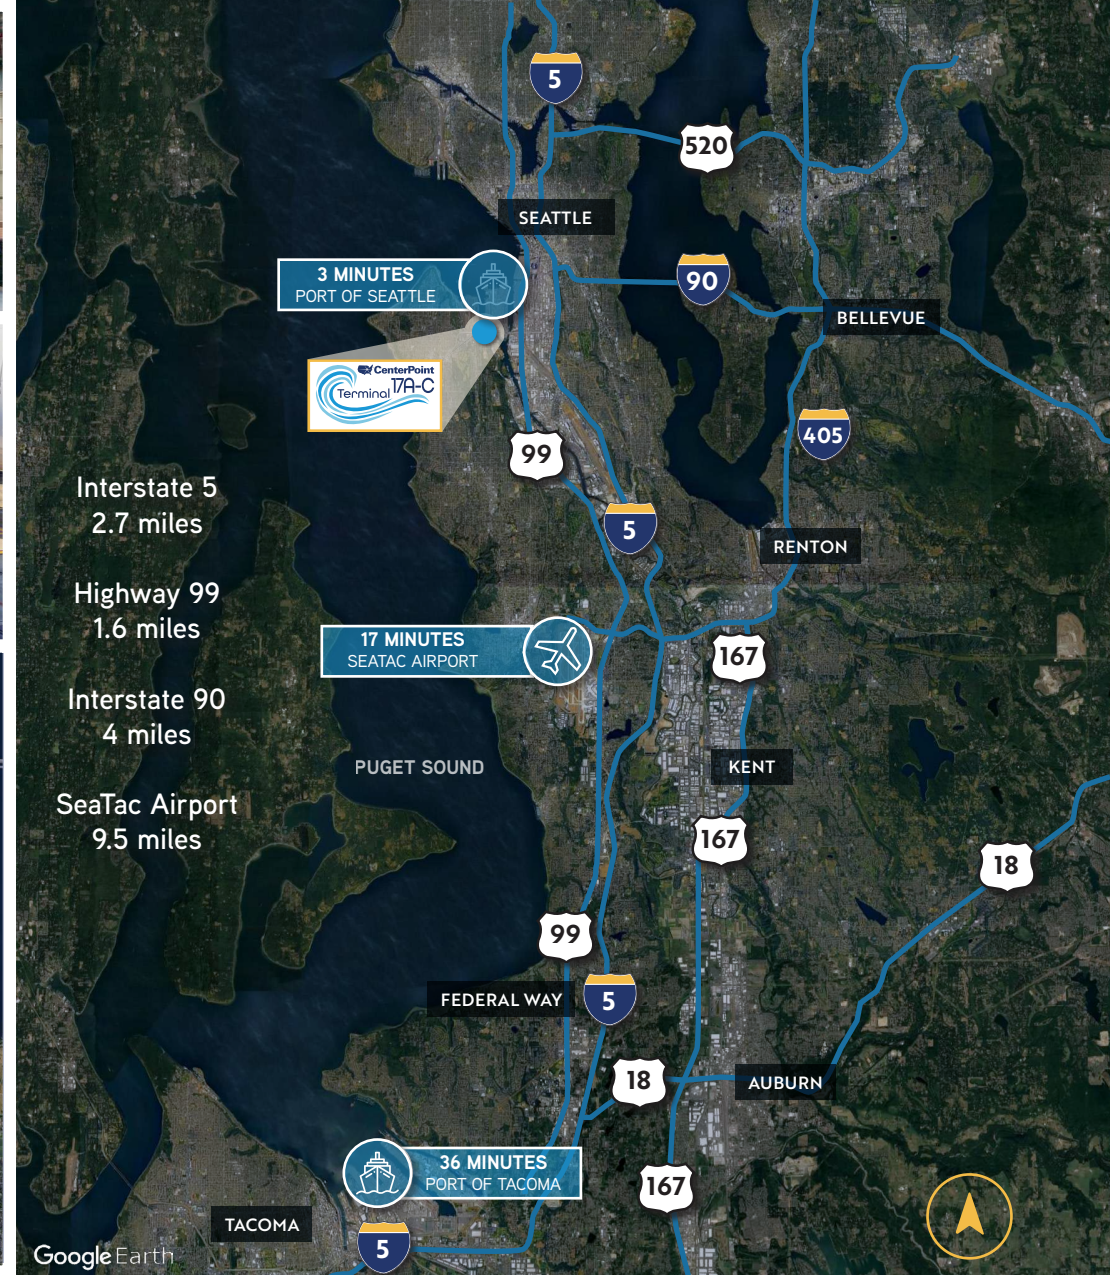 5
520
SEATTLE
3 MINUTES
PORT OF SEATTLE
90
BELLEVUE
CenterPoint
Terminal 17A-C
405
99
Interstate 5
2.7 miles
5
RENTON
Highway 99
1.6 miles
17 MINUTES
SEATAC AIRPORT
167
Interstate 90
4 miles
PUGET SOUND
KENT
SeaTac Airport
9.5 miles
167
18
99
FEDERAL WAY
5
18
AUBURN
36 MINUTES
PORT OF TACOMA
167
TACOMA
5
Google Earth